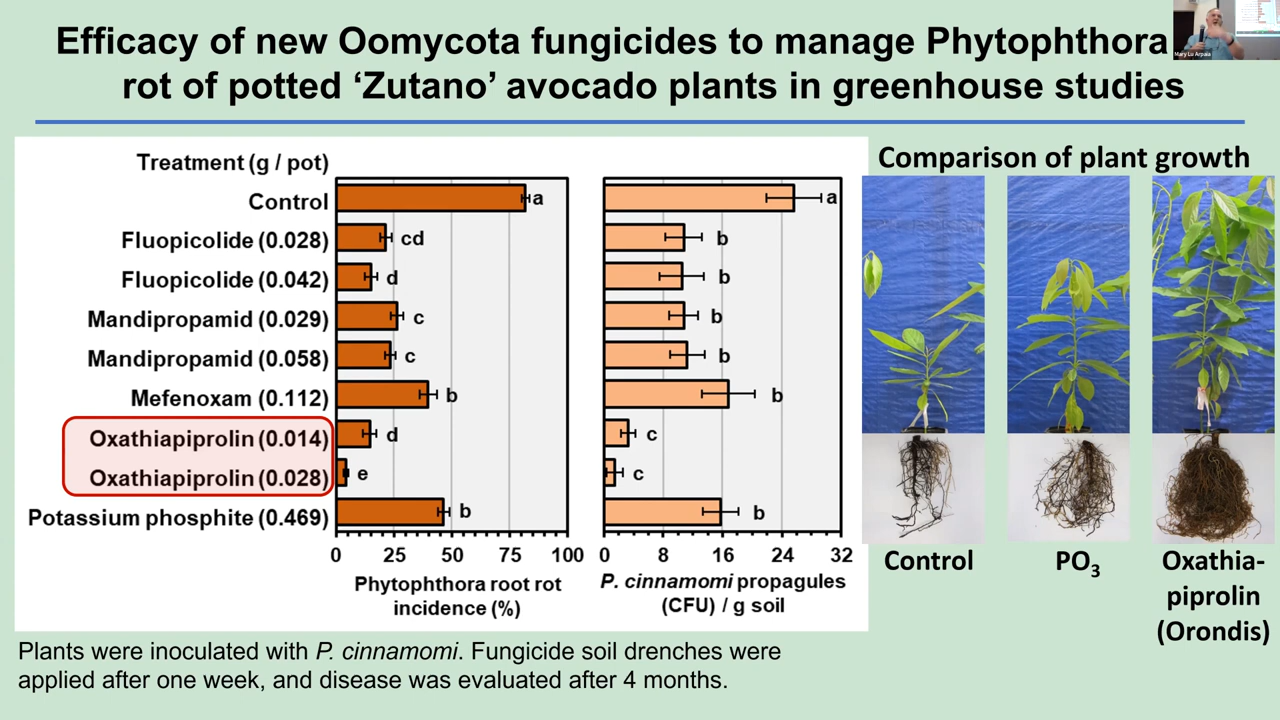 Efficacy of new Oomycota fungicides to manage Phytophthora
rot of potted ‘Zutano’ avocado plants in greenhouse studies
Mary Lu Arpaia
Treatment (g / pot)
Control
a
a
Fluopicolide (0.028)
cd
b
Fluopicolide (0.042)
d
b
Mandipropamid (0.029)
c
b
Mandipropamid (0.058)
c
b
Mefenoxam (0.112)
b
b
Oxathiapiprolin (0.014)
d
c
Oxathiapiprolin (0.028)
e
c
Potassium phosphite (0.469)
b
b
0 25 50 75 100
0 8 16 24 32
Phytophthora root rot
incidence (%)
P. cinnamomi propagules
(CFU) / g soil
Comparison of plant growth
Control
PO3
Oxathia-
piprolin
(Orondis)
Plants were inoculated with P. cinnamomi. Fungicide soil drenches were
applied after one week, and disease was evaluated after 4 months.